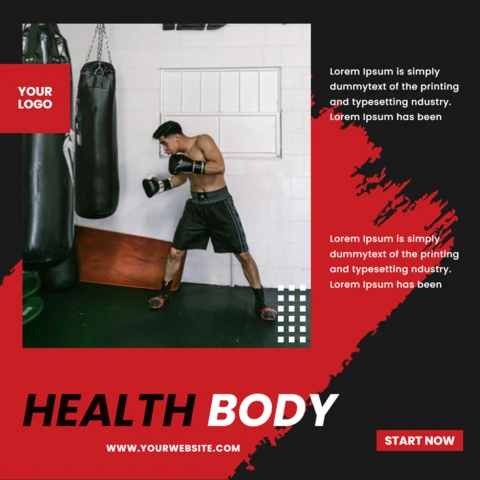 YOUR
LOGO
Lorem Ipsum is simply
dummytext of the printing
and typesetting ndustry.
Lorem Ipsum has been
Lorem Ipsum is simply
dummytext of the printing
and typesetting ndustry.
Lorem Ipsum has been
HEALTH BODY
WWW.YOURWEBSITE.COM
START NOW